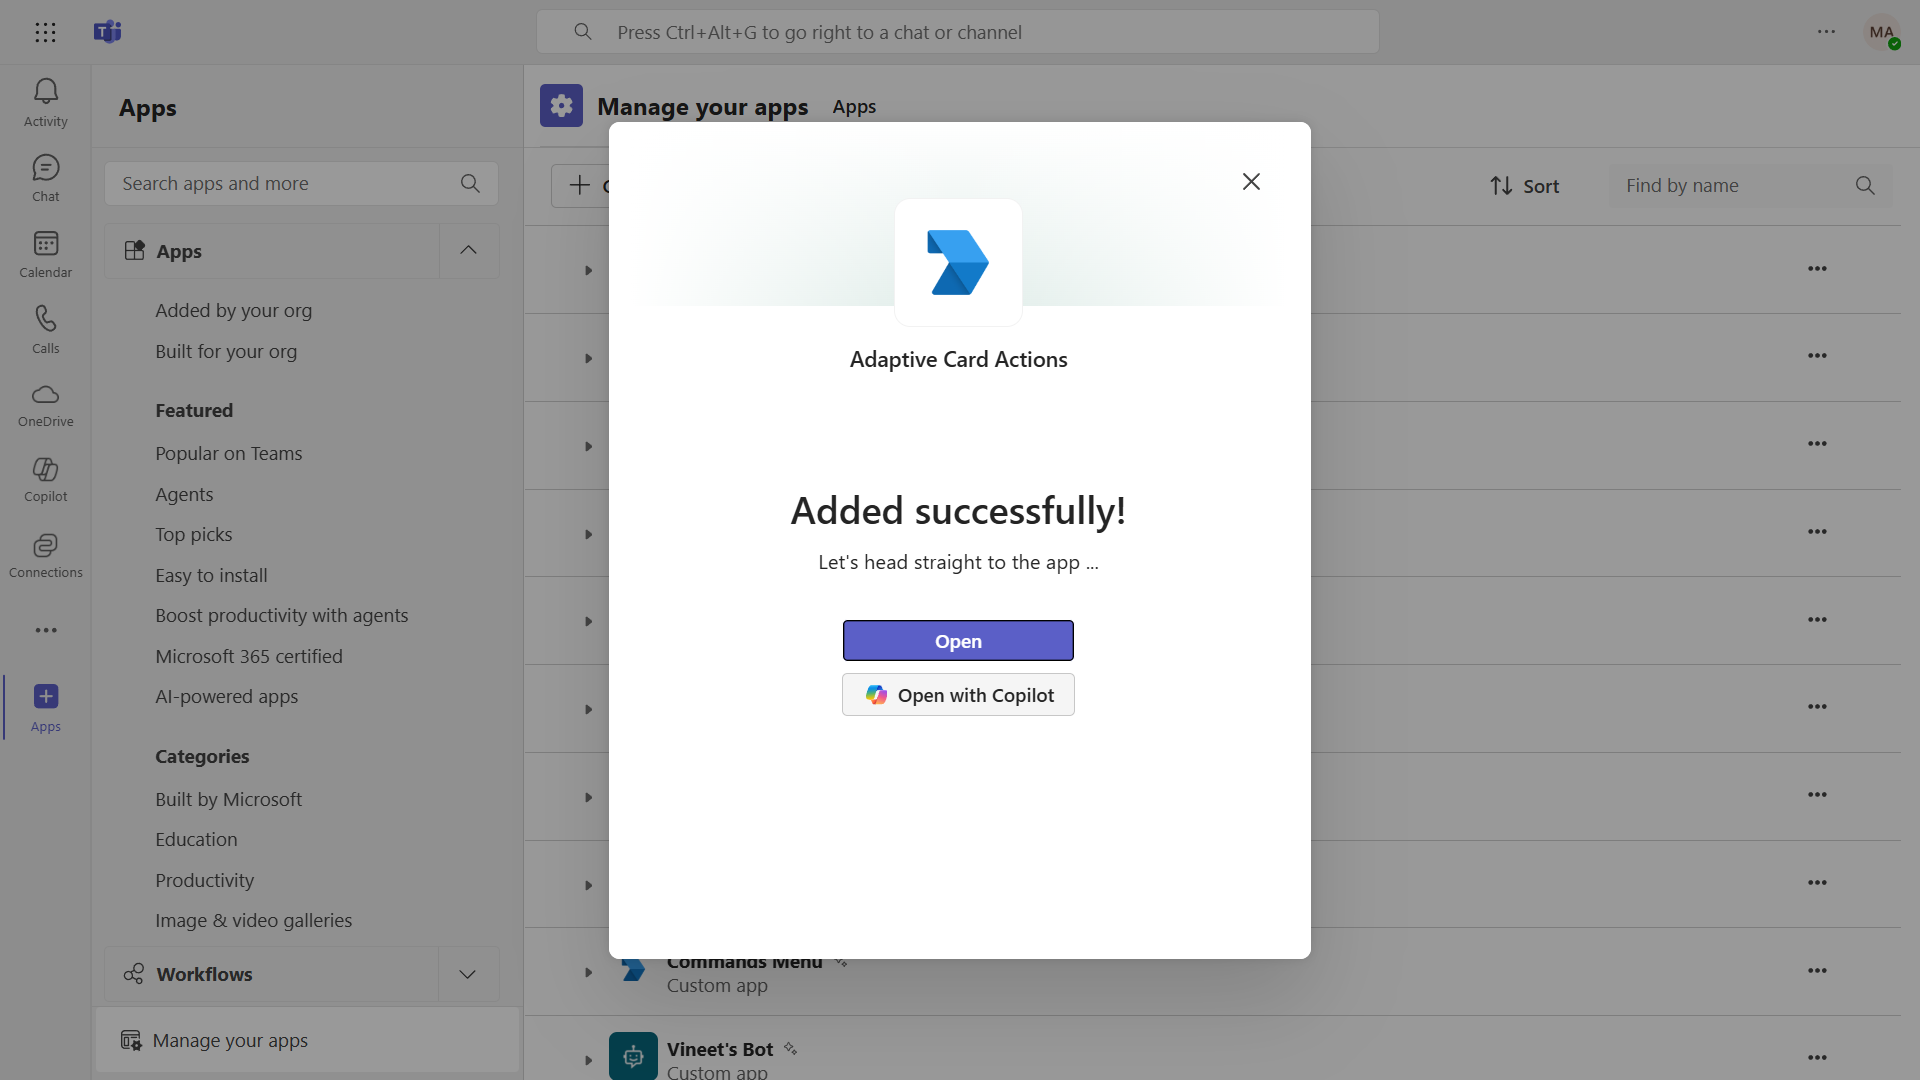 Press Ctrl+Alt+G to go right to a chat or channel
MA
Activity
Chat
Calendar
Calls
OneDrive
Copilot
Connections
Apps
Apps
Search apps and more
Apps
Added by your org
Built for your org
Featured
Popular on Teams
Agents
Top picks
Easy to install
Boost productivity with agents
Microsoft 365 certified
AI-powered apps
Categories
Built by Microsoft
Education
Productivity
Image & video galleries
Workflows
Manage your apps
Manage your apps
Apps
Sort
Find by name
Adaptive Card Actions
Added successfully!
Let's head straight to the app ...
Open
Open with Copilot
Commands Menu
Custom app
Vineet's Bot
Custom app